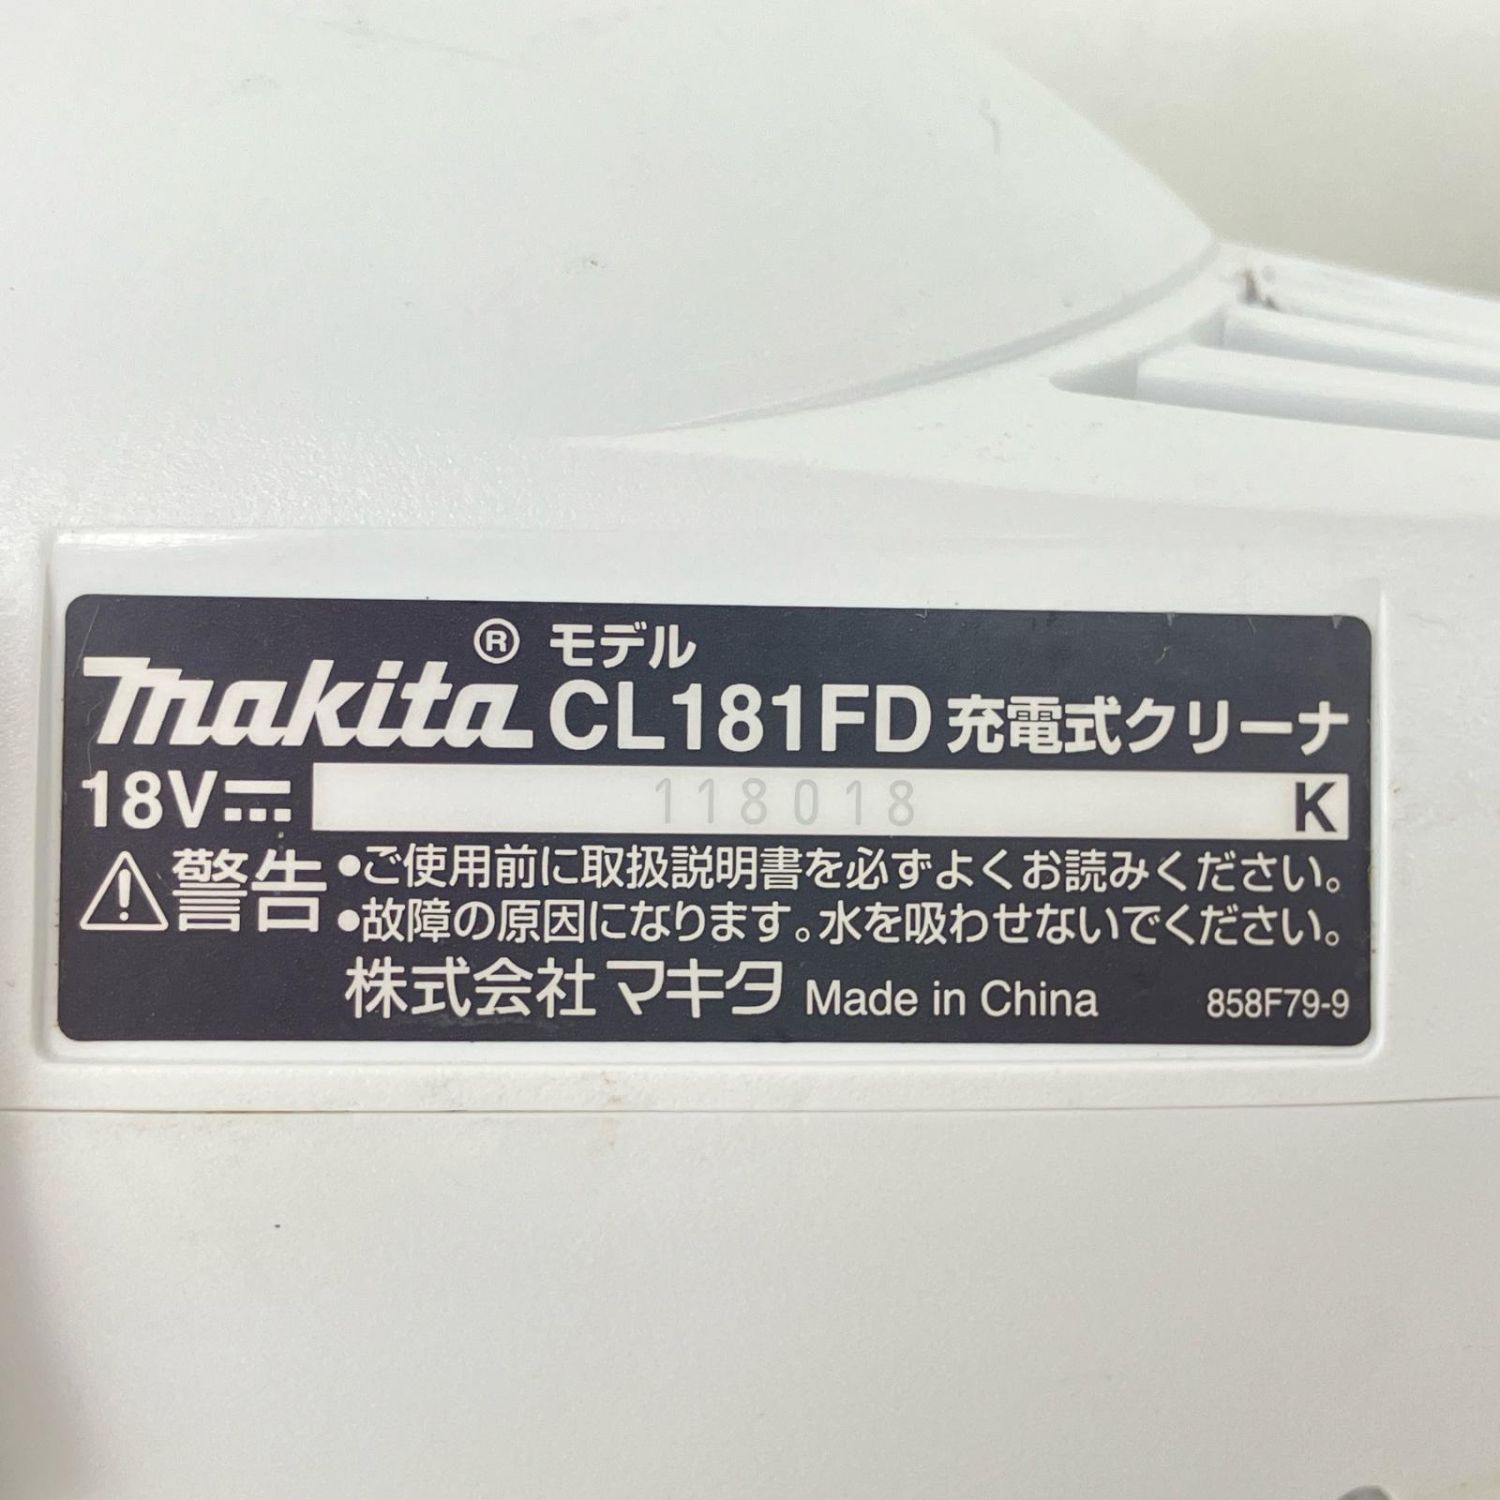 makita® モデル CL181FD 充電式クリーナ
18V⎓ 118018 K
⚠警告 •ご使用前に取扱説明書を必ずよくお読みください。
•故障の原因になります。水を吸わせないでください。
株式会社マキタ Made in China 858F79-9